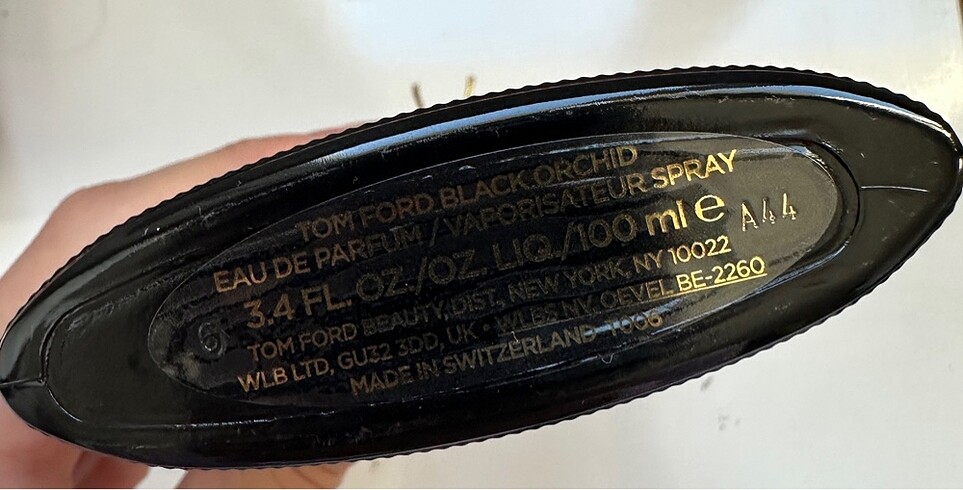 TOM FORD BLACK ORCHID
EAU DE PARFUM / VAPORISATEUR SPRAY
3.4 FL. OZ./OZ. LIQ./100 ml e A44
TOM FORD BEAUTY, DIST. NEW YORK, NY 10022
WLB LTD, GU32 3DD, UK • WLES NV, OEVEL BE-2260
MADE IN SWITZERLAND